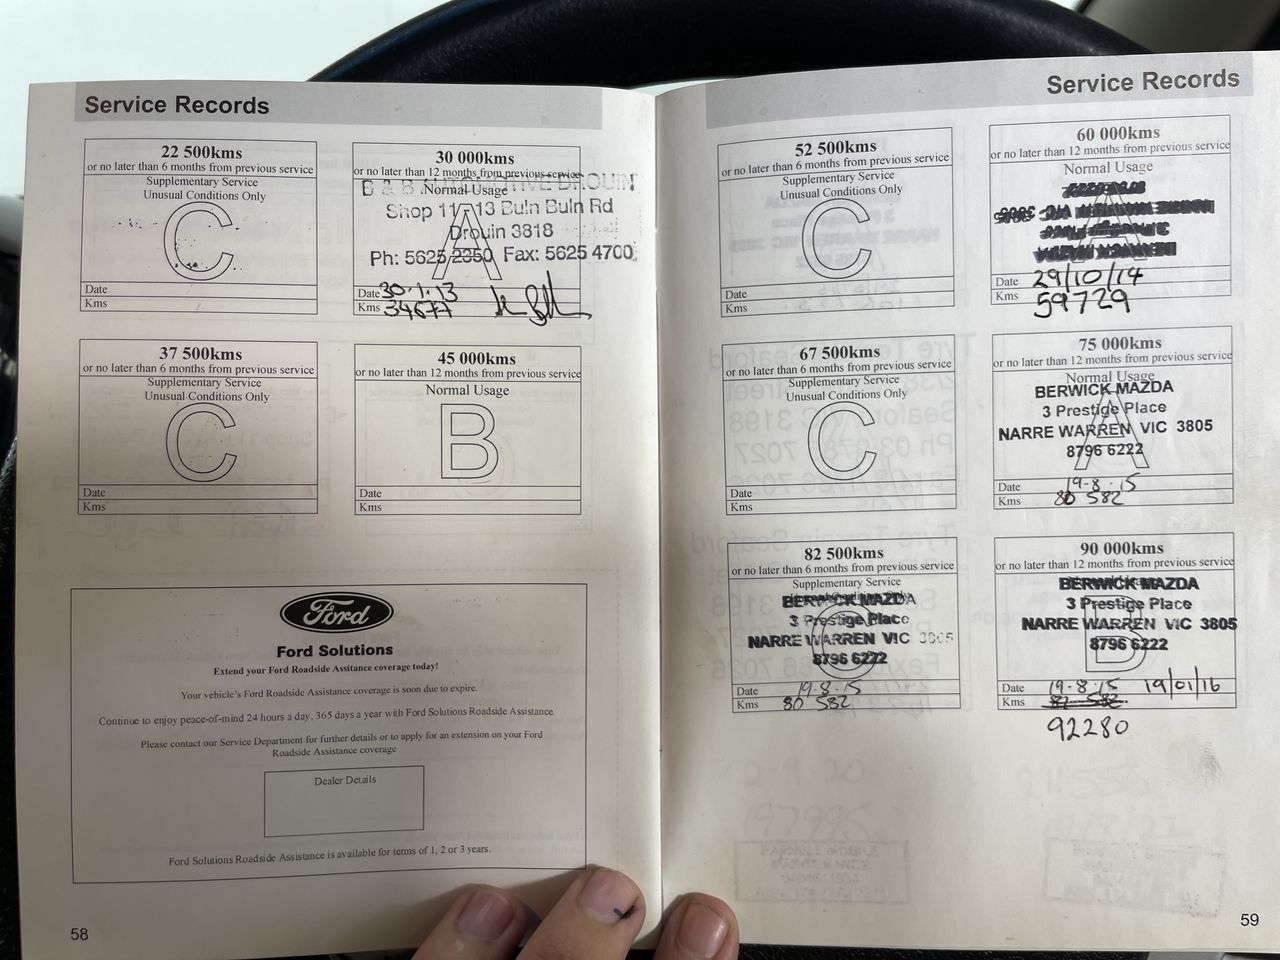 Service Records
22 500kms
or no later than 6 months from previous service
Supplementary Service
Unusual Conditions Only
C
Date
Kms
30 000kms
or no later than 12 months from previous service
Normal Usage
Shop 11 13 Buln Buln Rd
Drouin 3818
Ph: 5625 2350 Fax: 5625 4700
A
Date 30.1.13
Kms 34677
37 500kms
or no later than 6 months from previous service
Supplementary Service
Unusual Conditions Only
C
Date
Kms
45 000kms
or no later than 12 months from previous service
Normal Usage
B
Date
Kms
Ford
Ford Solutions
Extend your Ford Roadside Assitance coverage today!
Your vehicle's Ford Roadside Assistance coverage is soon due to expire.
Continue to enjoy peace-of-mind 24 hours a day, 365 days a year with Ford Solutions Roadside Assistance.
Please contact our Service Department for further details or to apply for an extension on your Ford
Roadside Assistance coverage
Dealer Details
Ford Solutions Roadside Assistance is available for terms of 1, 2 or 3 years.
58
Service Records
52 500kms
or no later than 6 months from previous service
Supplementary Service
Unusual Conditions Only
C
Date
Kms
60 000kms
or no later than 12 months from previous service
Normal Usage
A
Date 29/10/14
Kms 59729
67 500kms
or no later than 6 months from previous service
Supplementary Service
Unusual Conditions Only
C
Date
Kms
75 000kms
or no later than 12 months from previous service
Normal Usage
BERWICK MAZDA
3 Prestige Place
NARRE WARREN VIC 3805
8796 6222
A
Date 19-8-15
Kms 80 582
82 500kms
or no later than 6 months from previous service
Supplementary Service
BERWICK MAZDA
3 Prestige Place
NARRE WARREN VIC 3805
8796 6222
C
Date 19-8-15
Kms 80 582
90 000kms
or no later than 12 months from previous service
BERWICK MAZDA
3 Prestige Place
NARRE WARREN VIC 3805
8796 6222
B
Date 19-8-15 19/01/16
Kms
92280
59